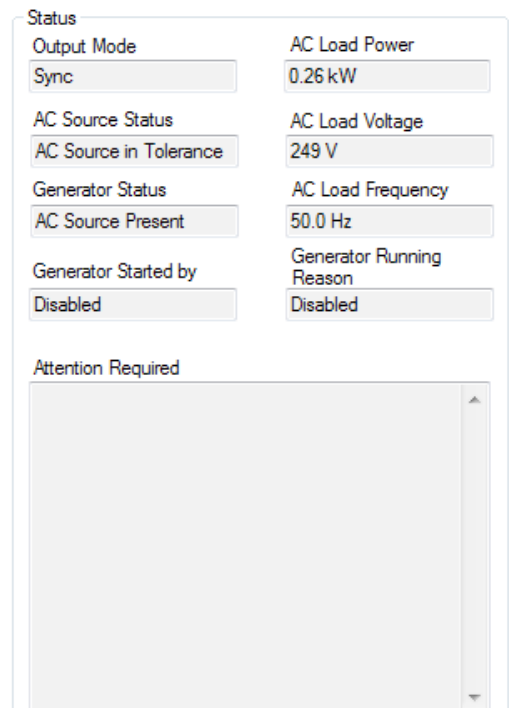 Status
Output Mode
Sync
AC Load Power
0.26 kW
AC Source Status
AC Source in Tolerance
AC Load Voltage
249 V
Generator Status
AC Source Present
AC Load Frequency
50.0 Hz
Generator Started by
Disabled
Generator Running
Reason
Disabled
Attention Required